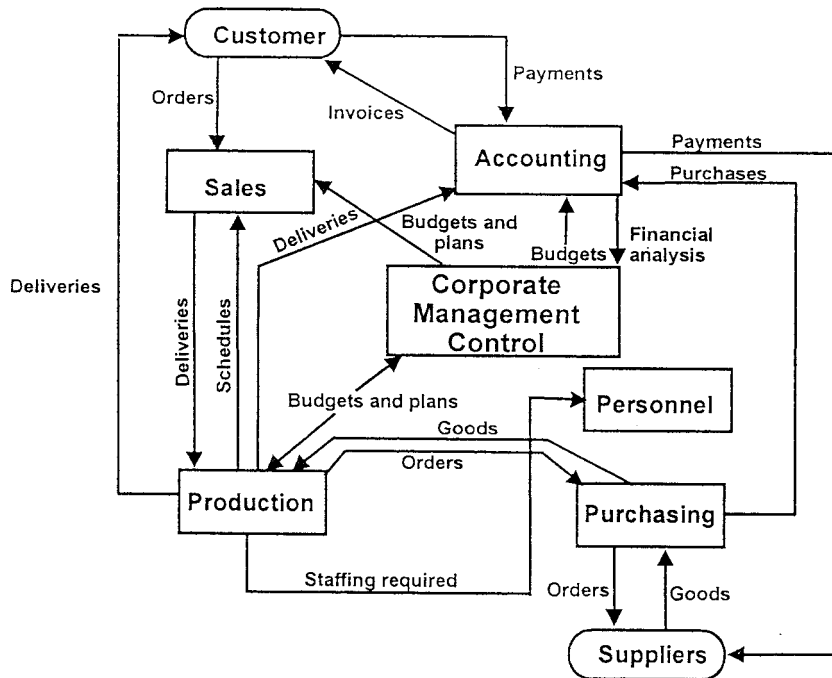 Customer
Payments
Orders
Invoices
Accounting
Payments
Purchases
Sales
Deliveries
Budgets and
plans
Budgets
Financial
analysis
Deliveries
Deliveries
Schedules
Corporate
Management
Control
Budgets and plans
Personnel
Goods
Orders
Production
Purchasing
Staffing required
Orders
Goods
Suppliers